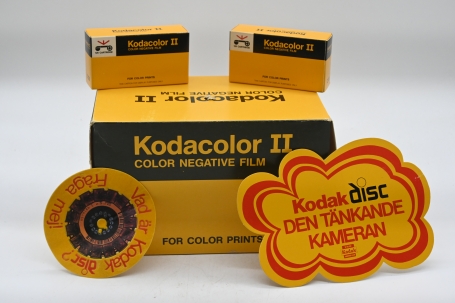 Kodacolor II
COLOR NEGATIVE FILM
FOR COLOR PRINTS
Kodacolor II
COLOR NEGATIVE FILM
FOR COLOR PRINTS
Kodacolor II
COLOR NEGATIVE FILM
Kodacolor II
COLOR NEGATIVE FILM
FOR COLOR PRINTS
Vad är
Kodak disc?
Fråga mej!
Kodak disc
DEN TÄNKANDE
KAMERAN
Kodak